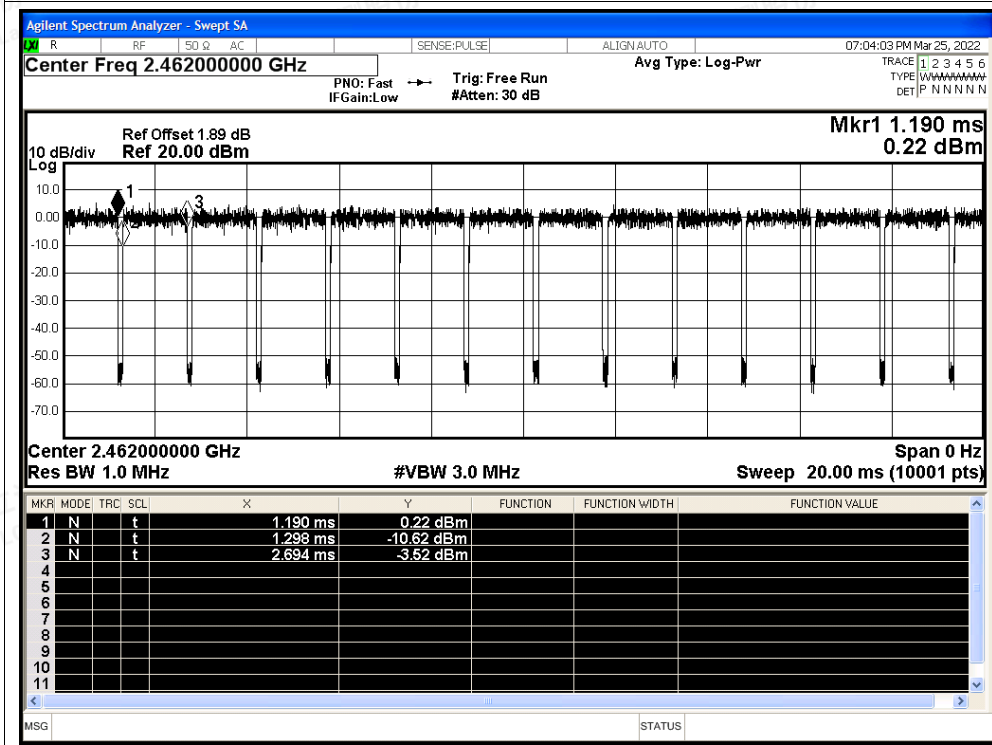 Agilent Spectrum Analyzer - Swept SA
LXI R RF 50 Ω AC SENSE:PULSE ALIGN AUTO 07:04:03 PM Mar 25, 2022
Center Freq 2.462000000 GHz
PNO: Fast
IFGain:Low
Trig: Free Run
#Atten: 30 dB
Avg Type: Log-Pwr
TRACE 1 2 3 4 5 6
TYPE W
DET P N N N N N
Mkr1 1.190 ms
0.22 dBm
Ref Offset 1.89 dB
10 dB/div Ref 20.00 dBm
Log
10.0
0.00
-10.0
-20.0
-30.0
-40.0
-50.0
-60.0
-70.0
1
2
3
Center 2.462000000 GHz Span 0 Hz
Res BW 1.0 MHz #VBW 3.0 MHz Sweep 20.00 ms (10001 pts)
MKR MODE TRC SCL X Y FUNCTION FUNCTION WIDTH FUNCTION VALUE
1 N t 1.190 ms 0.22 dBm
2 N t 1.298 ms -10.62 dBm
3 N t 2.694 ms -3.52 dBm
4
5
6
7
8
9
10
11
MSG STATUS